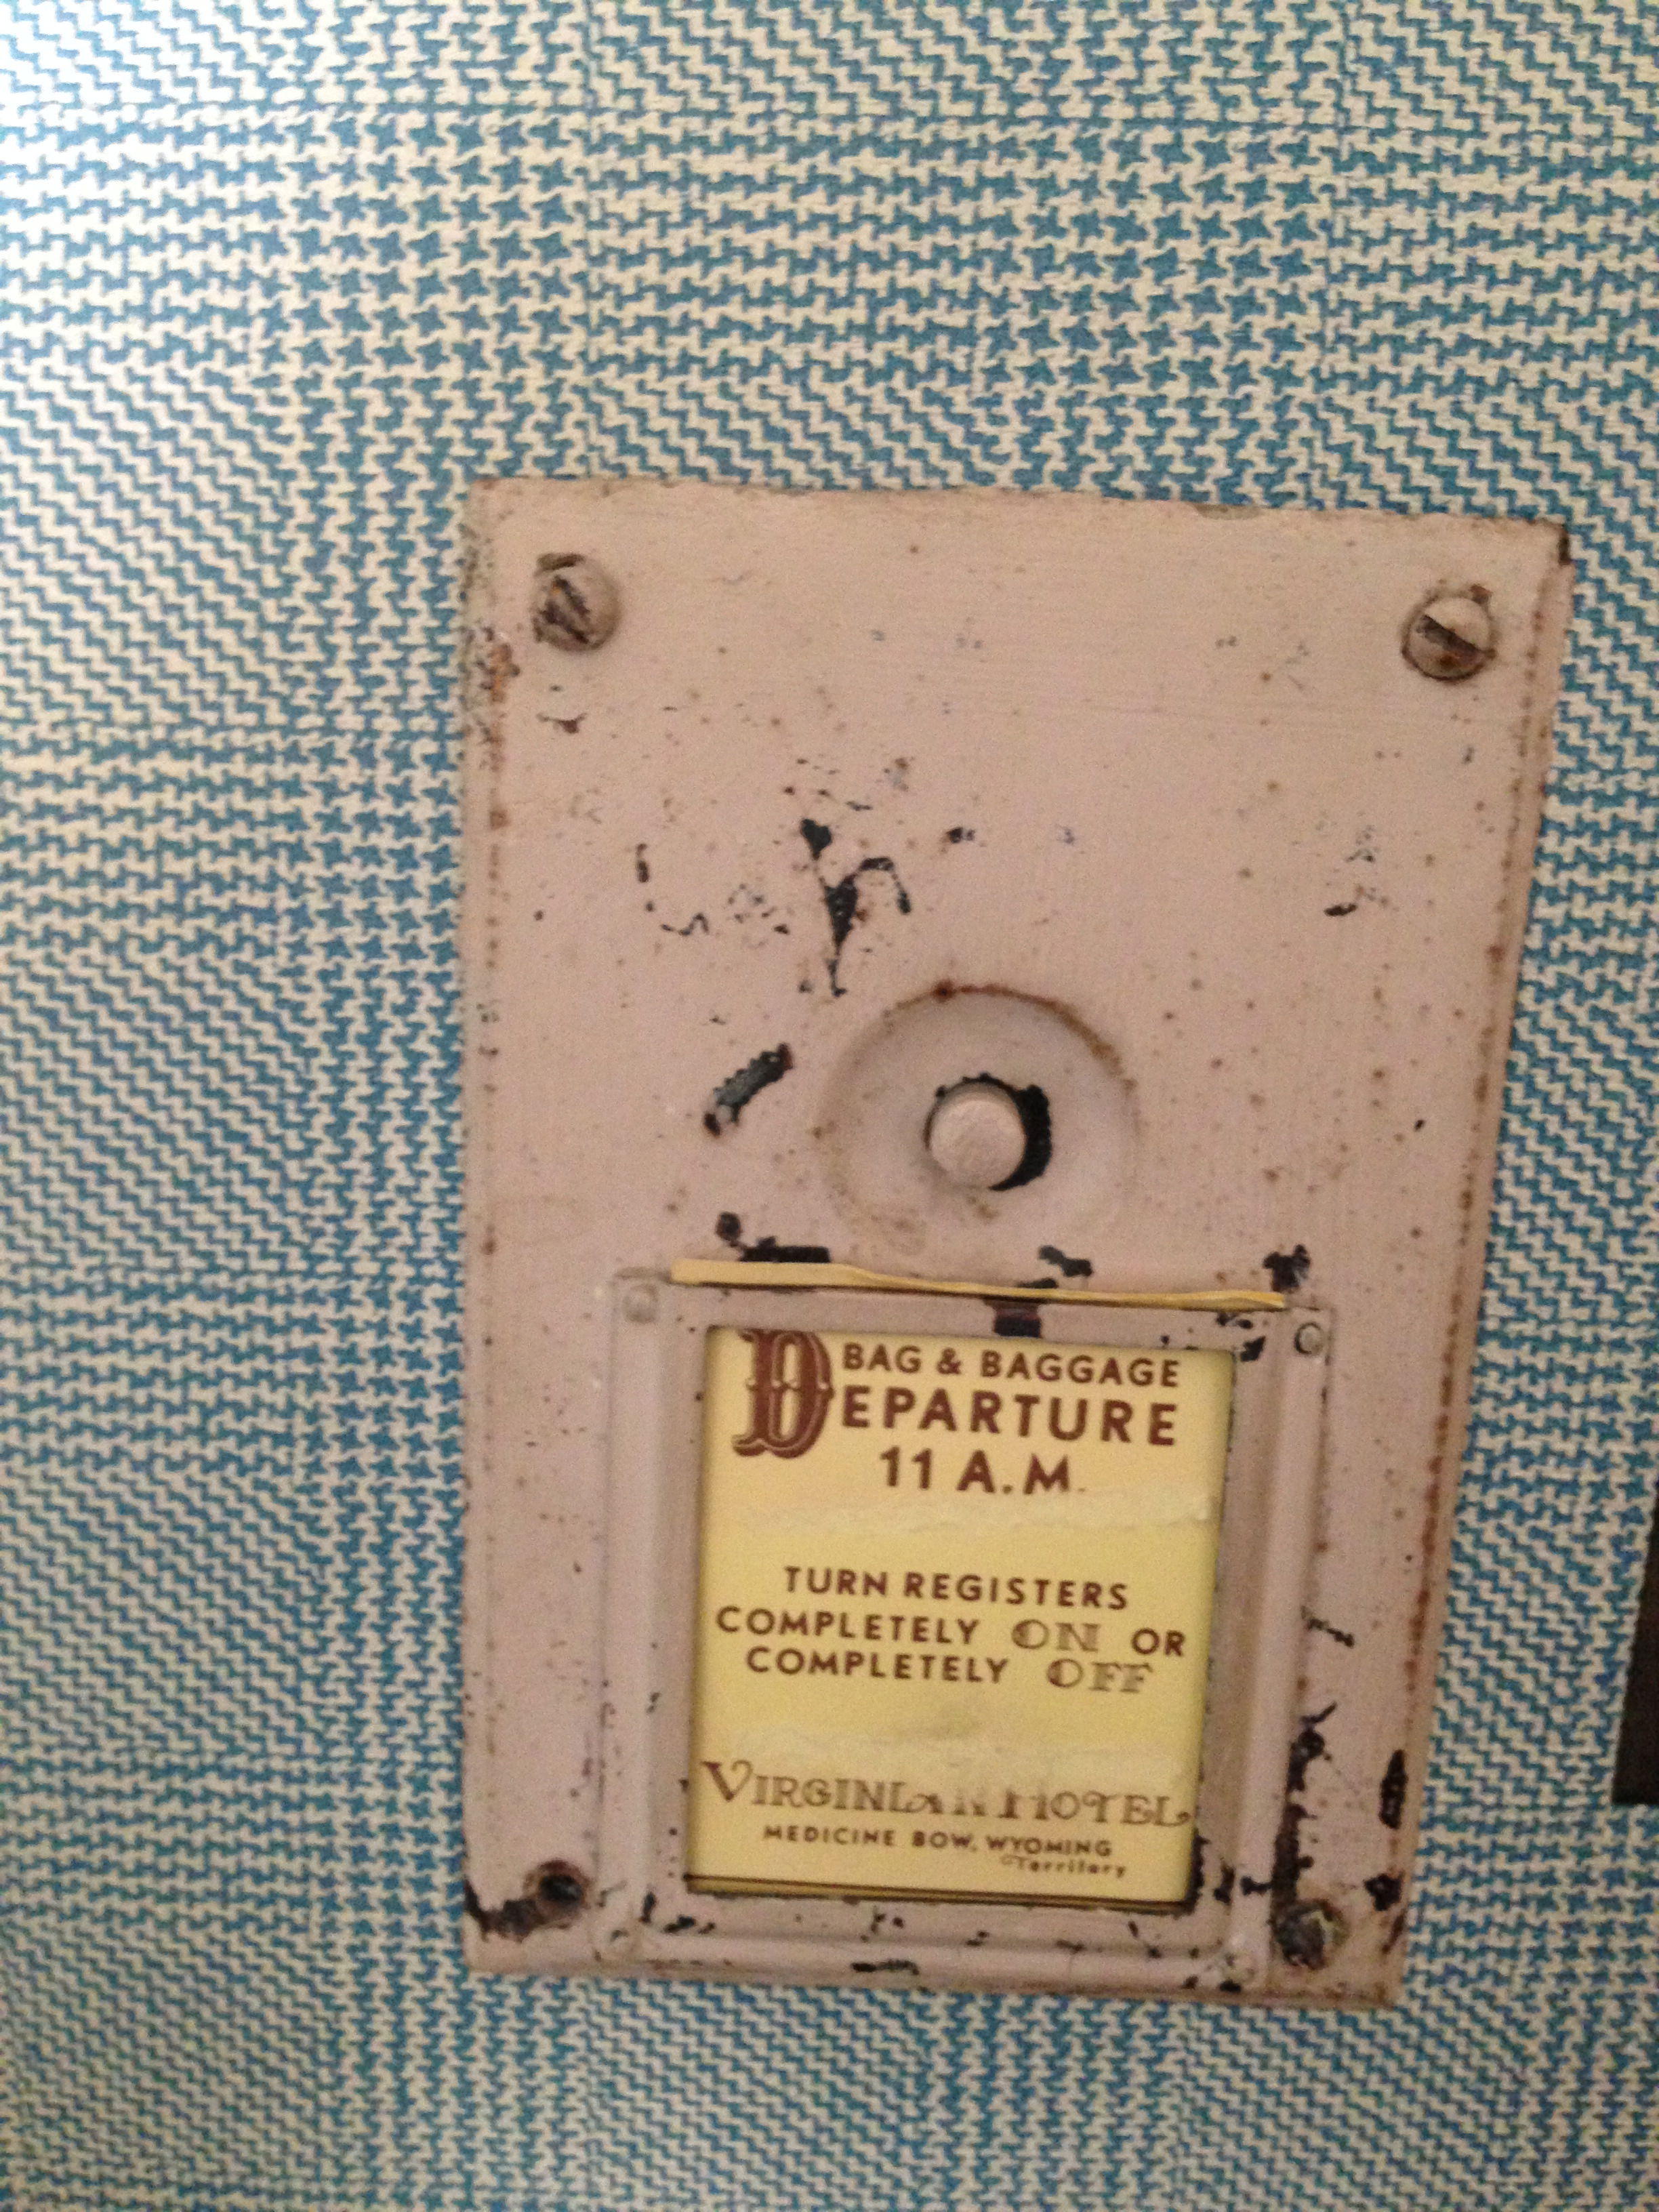 BAG & BAGGAGE
DEPARTURE
11 A.M.
TURN REGISTERS
COMPLETELY ON OR
COMPLETELY OFF
VIRGINIAN HOTEL
MEDICINE BOW, WYOMING
Territory